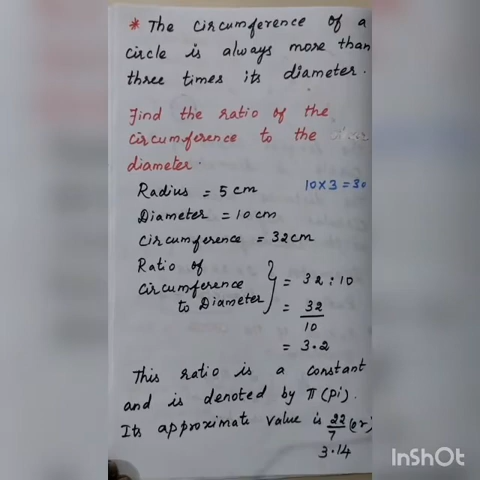 * The circumference of a
circle is always more than
three times its diameter.
Find the ratio of the
circumference to the
diameter.
Radius = 5 cm
10 x 3 = 30
Diameter = 10 cm
Circumference = 32 cm
Ratio of
circumference
to Diameter } = 32 : 10
= 32/10
= 3.2
This ratio is a constant
and is denoted by π (Pi).
Its approximate value is 22/7 (or)
3.14
InShOt